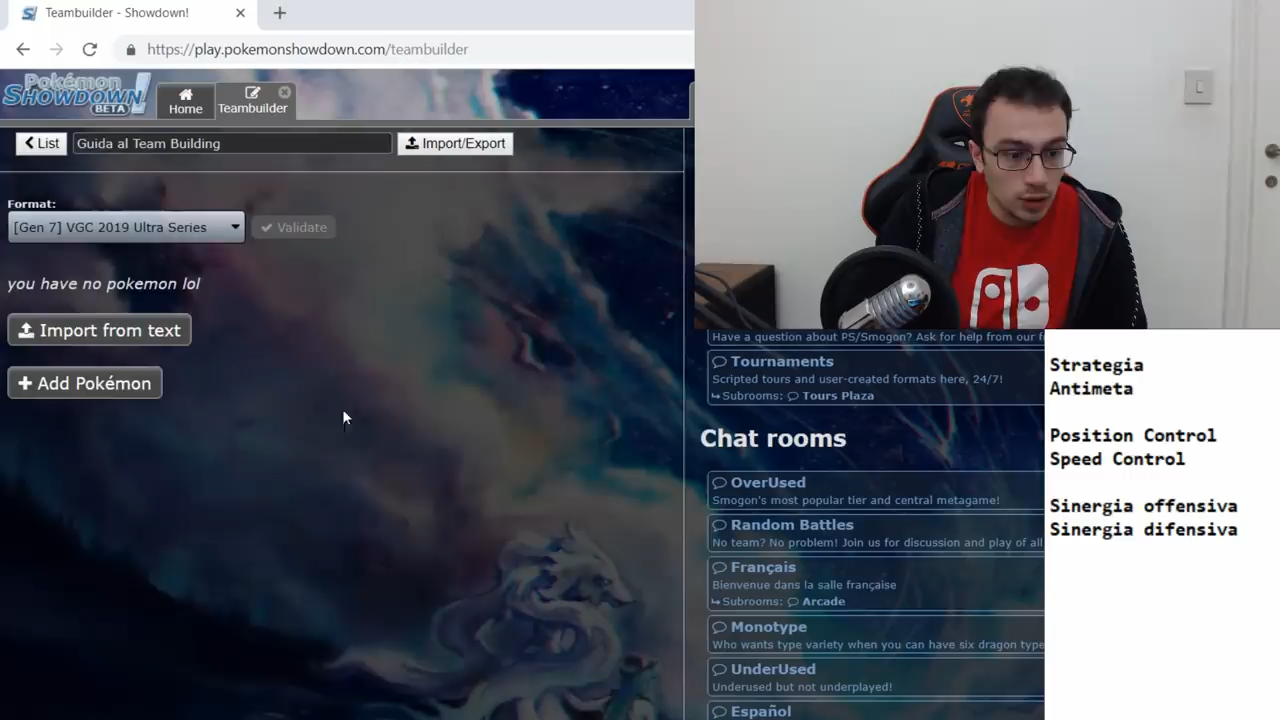 Teambuilder - Showdown!
https://play.pokemonshowdown.com/teambuilder
Pokémon
SHOWDOWN!
BETA
Home
Teambuilder
List
Guida al Team Building
Import/Export
Format:
[Gen 7] VGC 2019 Ultra Series
Validate
you have no pokemon lol
Import from text
Add Pokémon
Have a question about PS/Smogon? Ask for help from our fr
Tournaments
Scripted tours and user-created formats here, 24/7!
Subrooms: Tours Plaza
Chat rooms
OverUsed
Smogon's most popular tier and central metagame!
Random Battles
No team? No problem! Join us for discussion and play of all
Français
Bienvenue dans la salle française
Subrooms: Arcade
Monotype
Who wants type variety when you can have six dragon type
UnderUsed
Underused but not underplayed!
Español
Strategia
Antimeta
Position Control
Speed Control
Sinergia offensiva
Sinergia difensiva